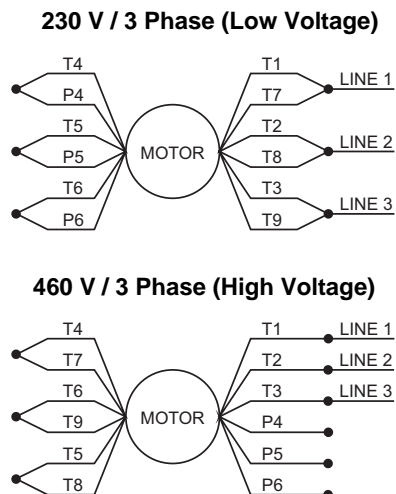 230 V / 3 Phase (Low Voltage)
T4
P4
T5
P5
T6
P6
MOTOR
T1
T7
T2
T8
T3
T9
LINE 1
LINE 2
LINE 3
460 V / 3 Phase (High Voltage)
T4
T7
T6
T9
T5
T8
MOTOR
T1
T2
T3
P4
P5
P6
LINE 1
LINE 2
LINE 3